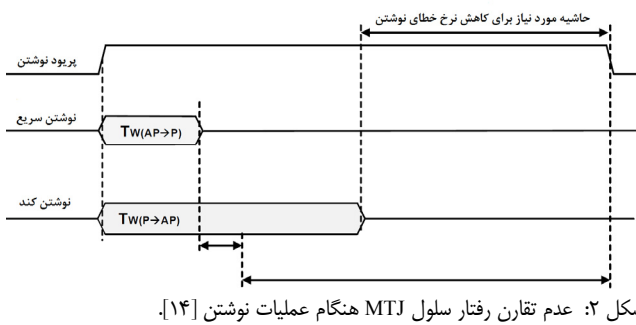 حاشیه مورد نیاز برای کاهش نرخ خطای نوشتن
پریود نوشتن
نوشتن سریع
TW(AP→P)
نوشتن کند
TW(P→AP)
شکل ۲: عدم تقارن رفتار سلول MTJ هنگام عملیات نوشتن [۱۴].